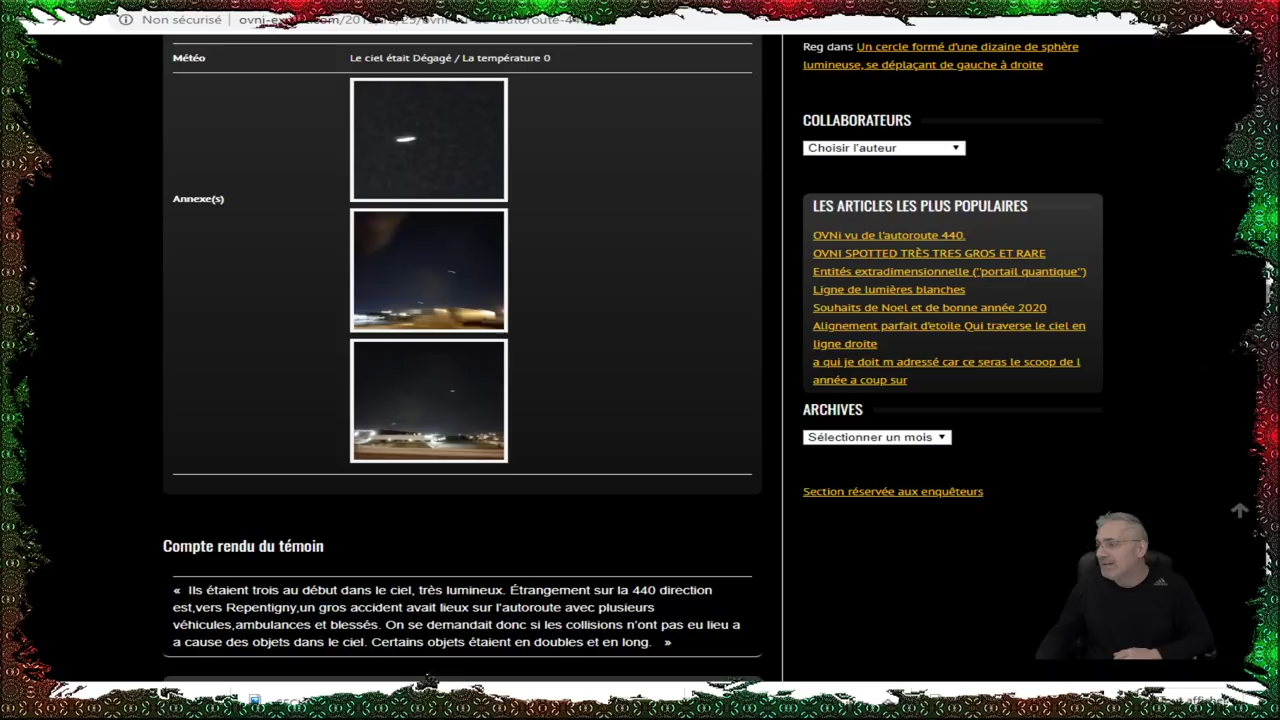 Non sécurisé
Météo
Le ciel était Dégagé / La température 0
Annexe(s)
Compte rendu du témoin
« Ils étaient trois au début dans le ciel, très lumineux. Étrangement sur la 440 direction
est,vers Repentigny,un gros accident avait lieux sur l'autoroute avec plusieurs
véhicules,ambulances et blessés. On se demandait donc si les collisions n'ont pas eu lieu a
a cause des objets dans le ciel. Certains objets étaient en doubles et en long. »
Reg dans Un cercle formé d'une dizaine de sphère
lumineuse, se déplaçant de gauche à droite
COLLABORATEURS
Choisir l'auteur
LES ARTICLES LES PLUS POPULAIRES
OVNi vu de l'autoroute 440.
OVNI SPOTTED TRÈS TRES GROS ET RARE
Entités extradimensionnelle (''portail quantique'')
Ligne de lumières blanches
Souhaits de Noel et de bonne année 2020
Alignement parfait d'etoile Qui traverse le ciel en
ligne droite
a qui je doit m adressé car ce seras le scoop de l
année a coup sur
ARCHIVES
Sélectionner un mois
Section réservée aux enquêteurs